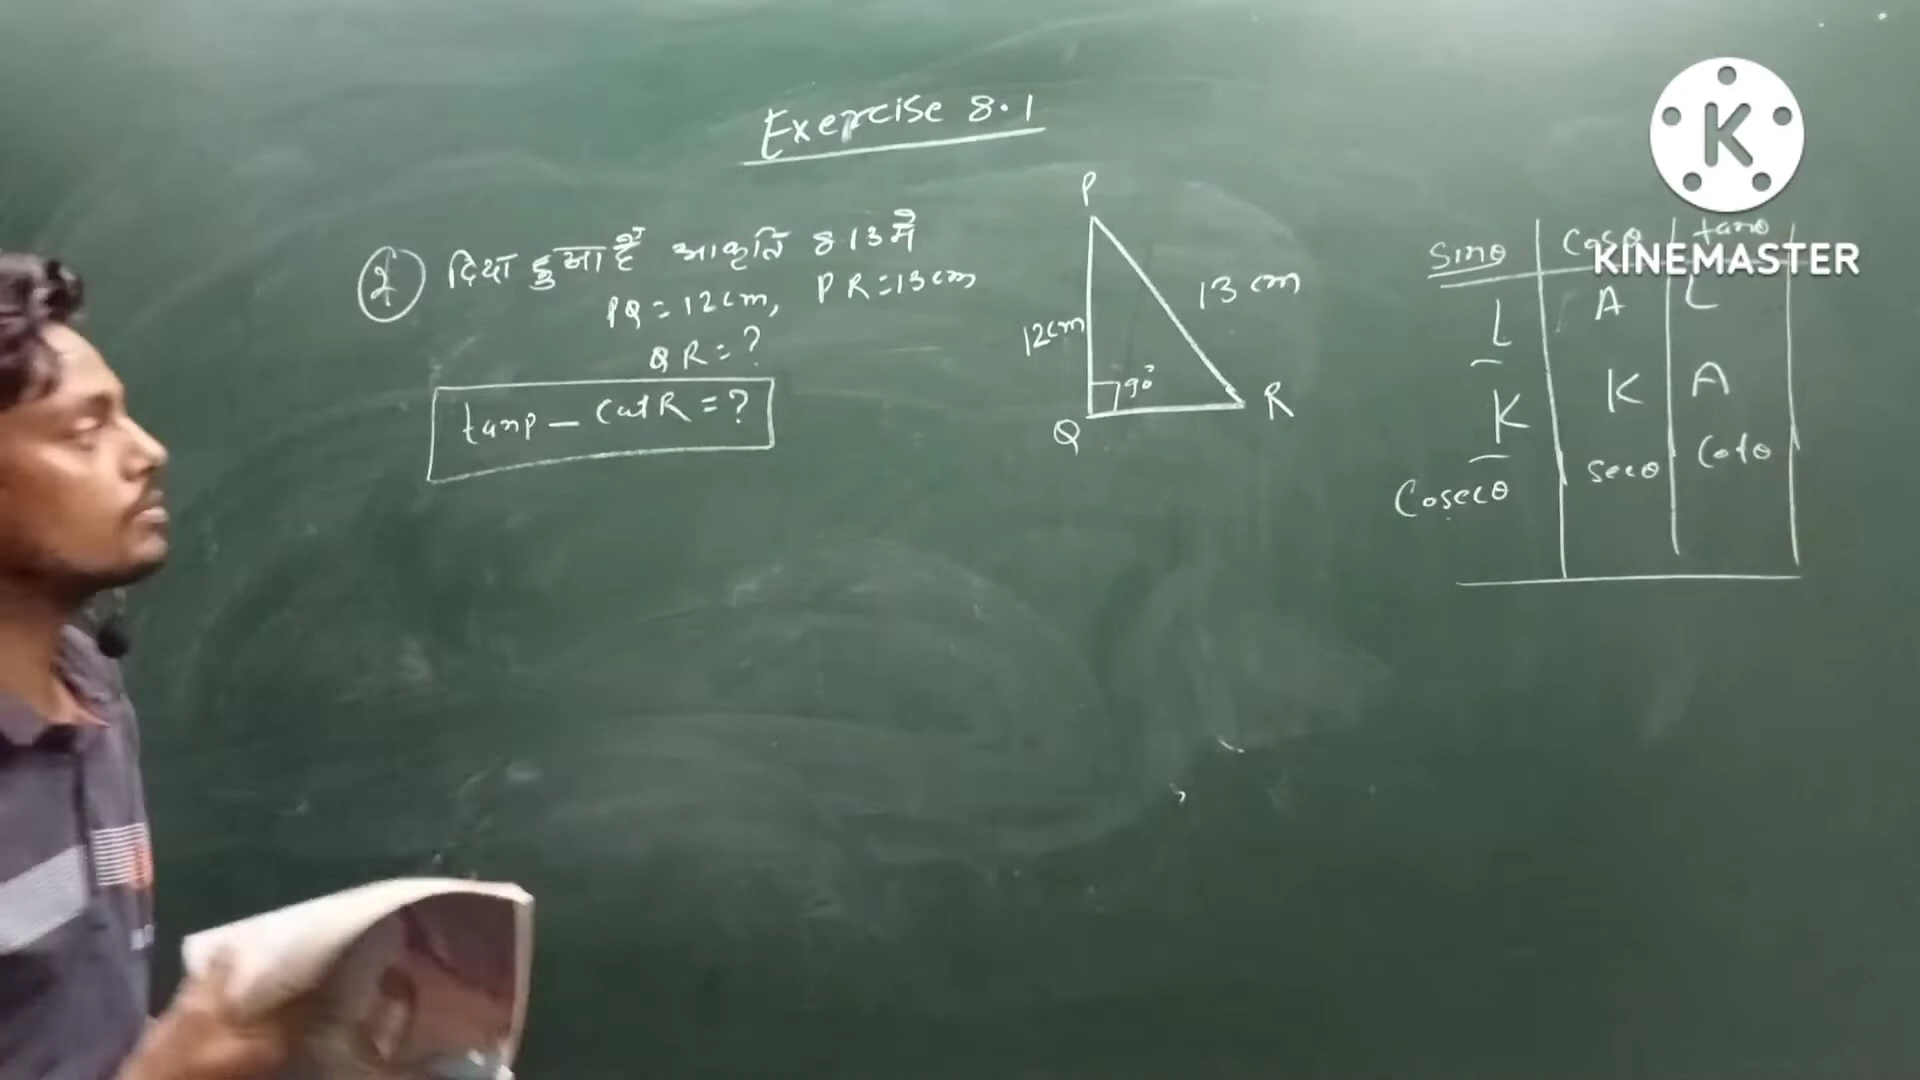 Exercise 8.1
२ दिया हुआ है आकृति 8.13 में
PQ = 12cm, PR = 13cm
QR = ?
tanp - CotR = ?
P
12cm
13 cm
90°
Q
R
Sinθ Cosθ tanθ
L A L
K K A
Cosecθ Secθ Cotθ
K
KINEMASTER